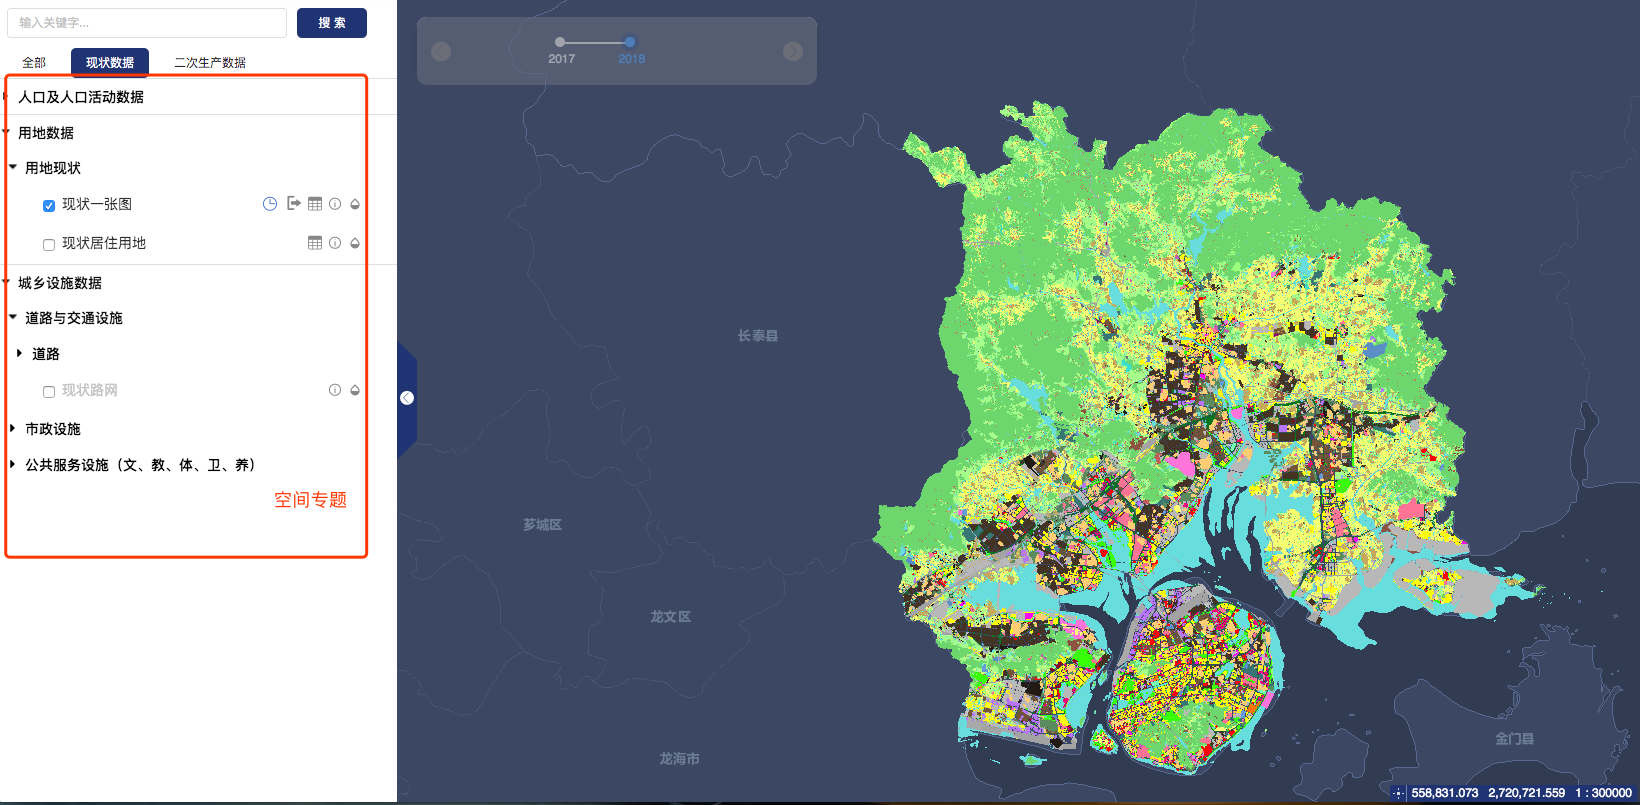 输入关键字...
搜 索
全部
现状数据
二次生产数据
人口及人口活动数据
用地数据
用地现状
现状一张图
现状居住用地
城乡设施数据
道路与交通设施
道路
现状路网
市政设施
公共服务设施（文、教、体、卫、养）
空间专题
2017
2018
长泰县
芗城区
龙文区
龙海市
金门县
558,831.073 2,720,721.559 1 : 300000